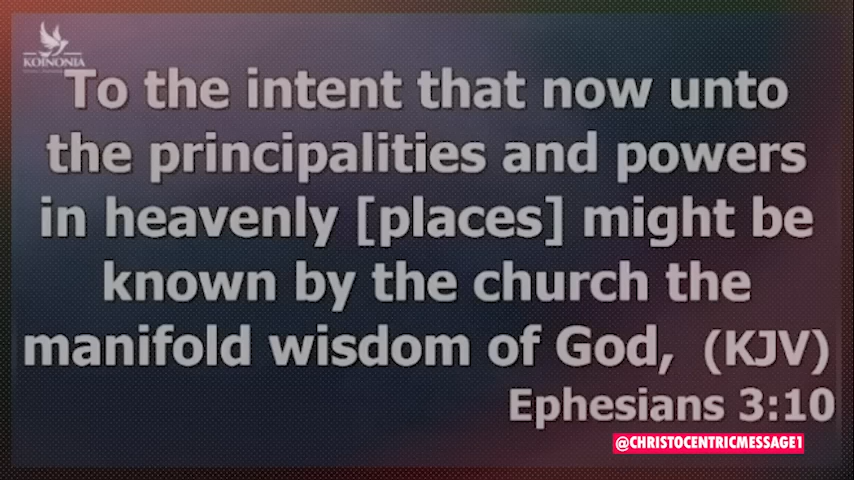 KOINONIA
To the intent that now unto
the principalities and powers
in heavenly [places] might be
known by the church the
manifold wisdom of God, (KJV)
Ephesians 3:10
@CHRISTOCENTRICMESSAGE1